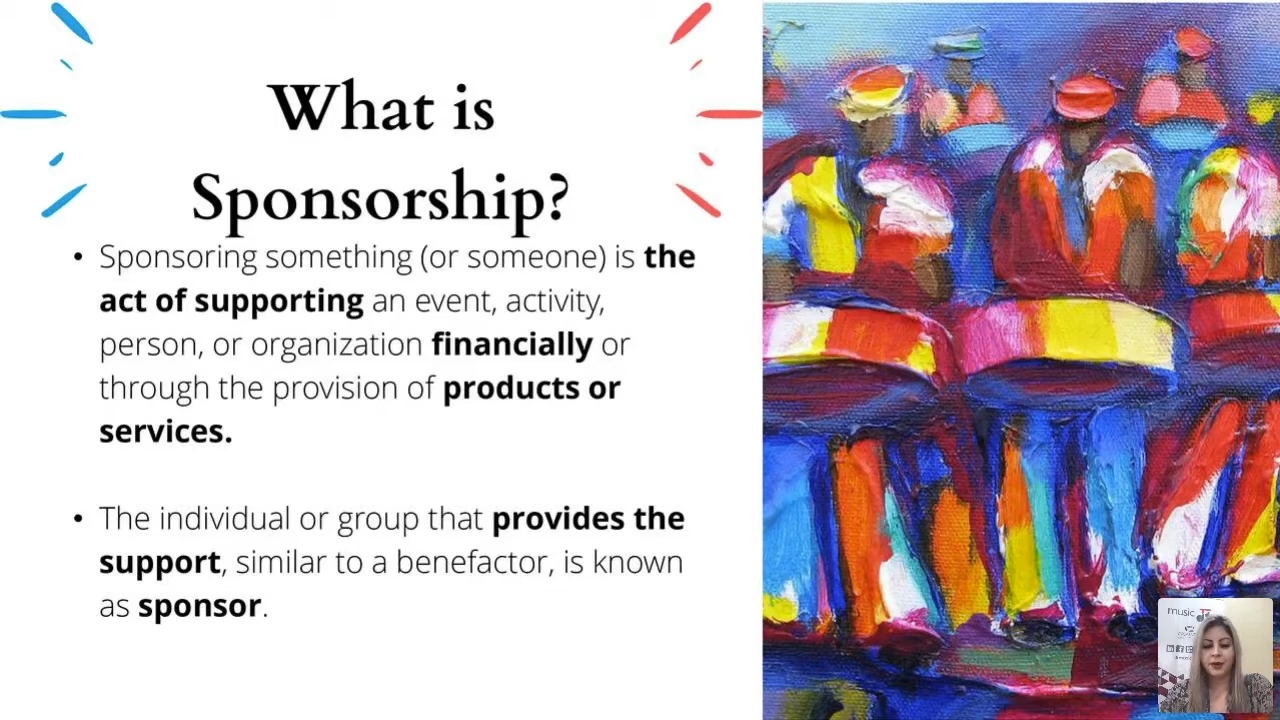 What is
Sponsorship?
• Sponsoring something (or someone) is the
act of supporting an event, activity,
person, or organization financially or
through the provision of products or
services.
• The individual or group that provides the
support, similar to a benefactor, is known
as sponsor.
music